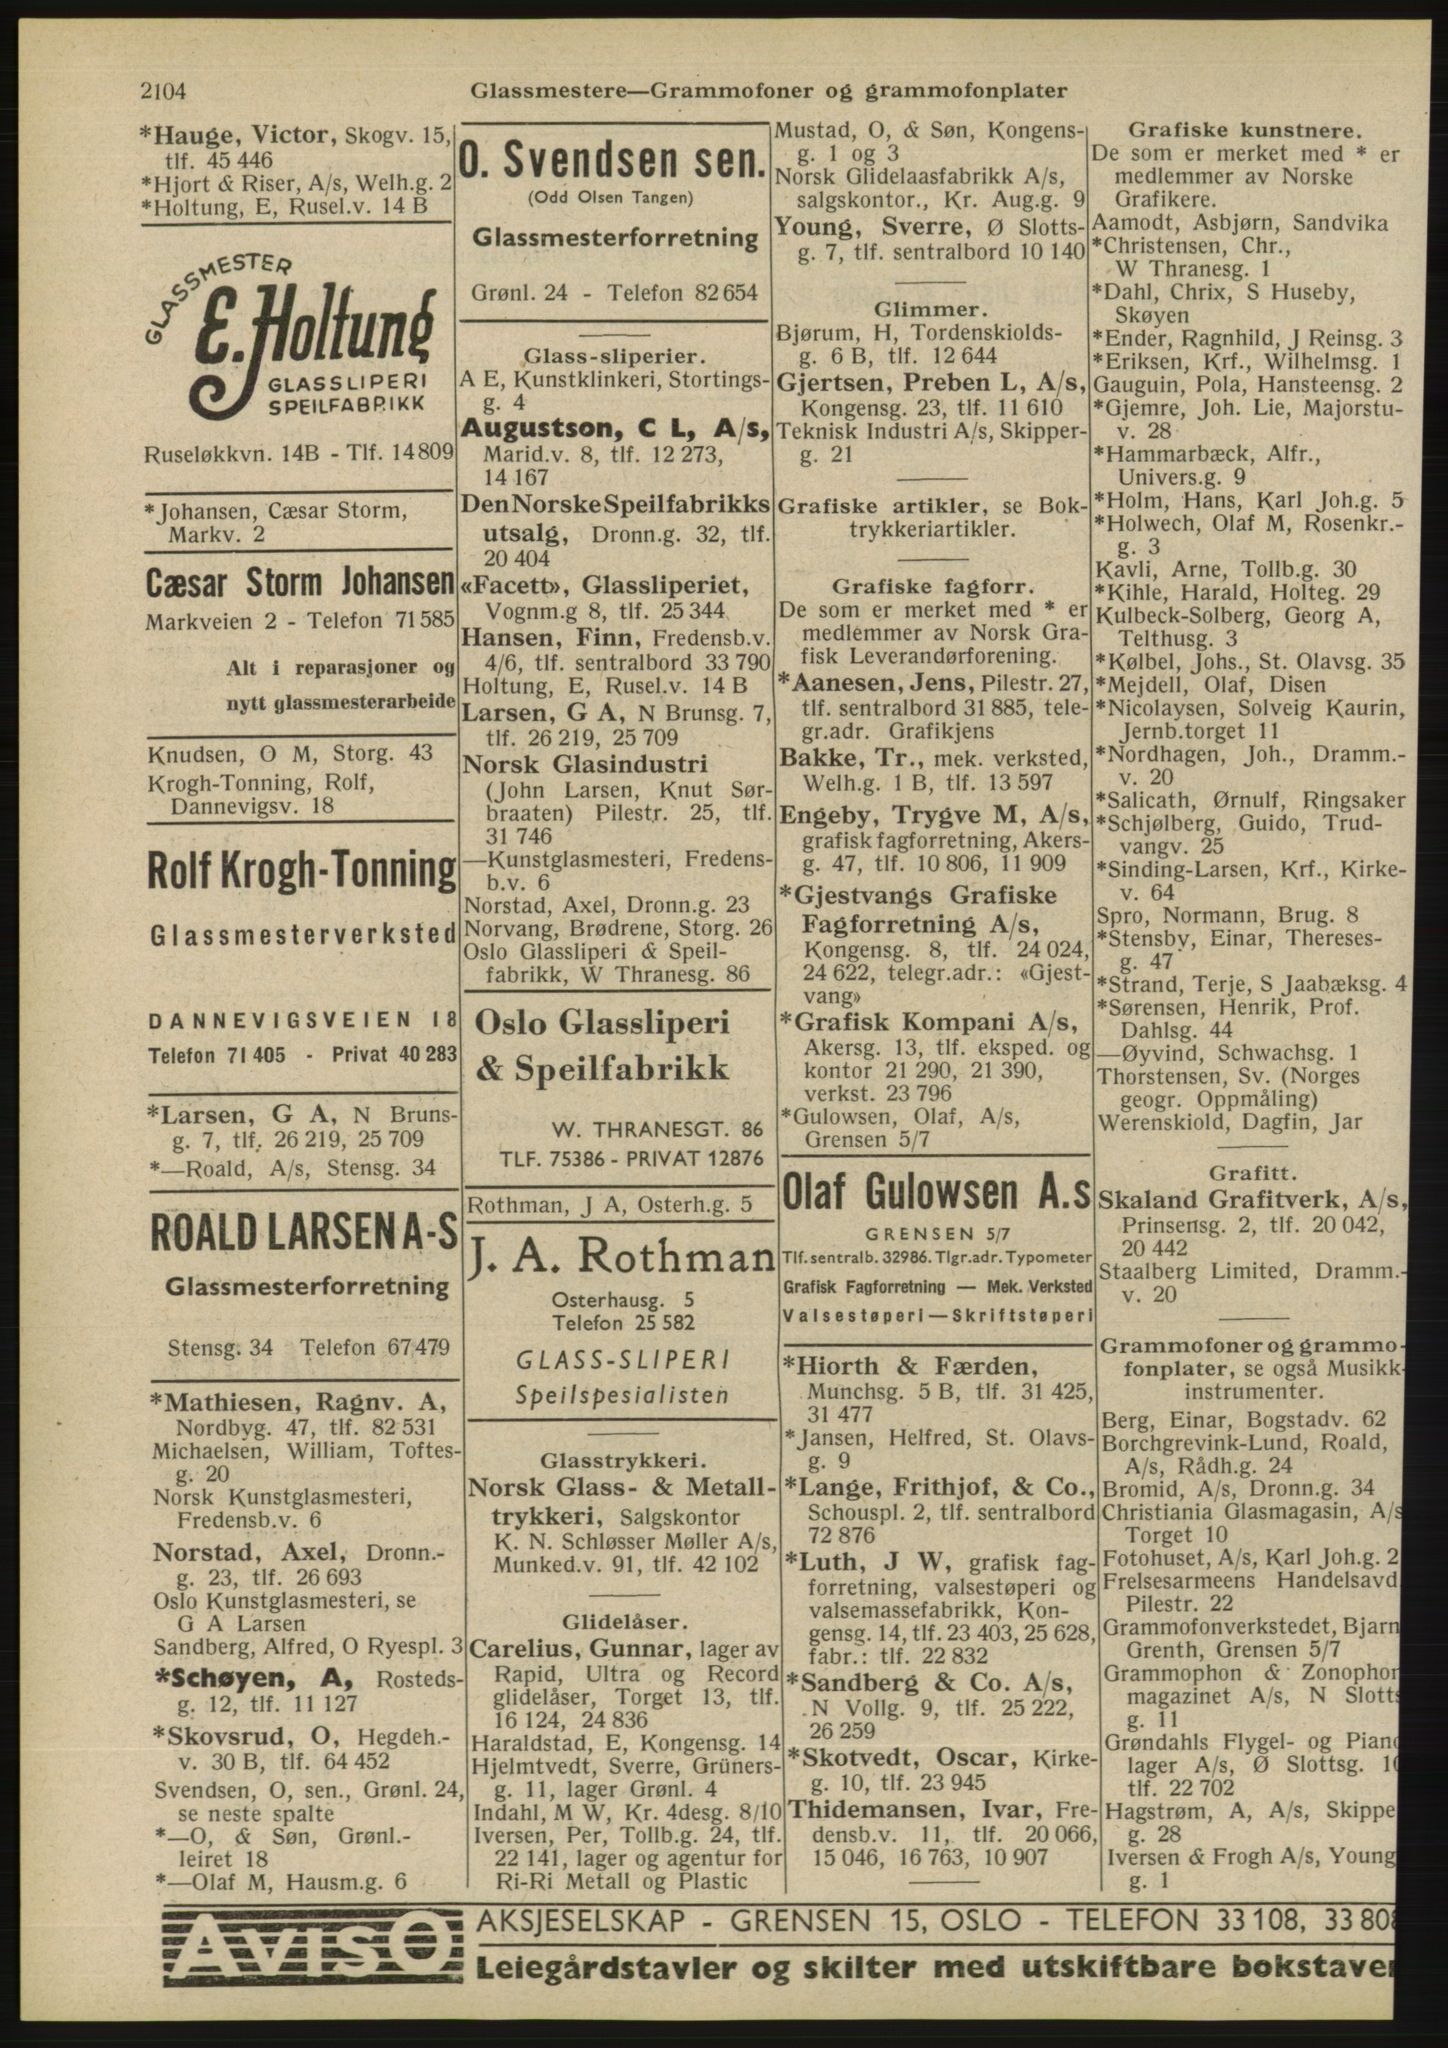 2104
Glassmestere—Grammofoner og grammofonplater
*Hauge, Victor, Skogv. 15,
tlf. 45 446
*Hjort & Riser, A/s, Welh.g. 2
*Holtung, E, Rusel.v. 14 B
GLASSMESTER
E. Holtung
GLASSLIPERI
SPEILFABRIKK
Ruseløkkvn. 14B - Tlf. 14809
*Johansen, Cæsar Storm,
Markv. 2
Cæsar Storm Johansen
Markveien 2 - Telefon 71585
Alt i reparasjoner og
nytt glassmesterarbeide
Knudsen, O M, Storg. 43
Krogh-Tonning, Rolf,
Dannevigsv. 18
Rolf Krogh-Tonning
Glassmesterverksted
DANNEVIGSVEIEN 18
Telefon 71 405 - Privat 40 283
*Larsen, G A, N Bruns-
g. 7, tlf. 26 219, 25 709
*—Roald, A/s, Stensg. 34
ROALD LARSEN A-S
Glassmesterforretning
Stensg. 34 Telefon 67479
*Mathiesen, Ragnv. A,
Nordbyg. 47, tlf. 82 531
Michaelsen, William, Toftes-
g. 20
Norsk Kunstglasmesteri,
Fredensb.v. 6
Norstad, Axel, Dronn.-
g. 23, tlf. 26 693
Oslo Kunstglasmesteri, se
G A Larsen
Sandberg, Alfred, O Ryespl. 3
*Schøyen, A, Rosteds-
g. 12, tlf. 11 127
*Skovsrud, O, Hegdeh.-
v. 30 B, tlf. 64 452
Svendsen, O, sen., Grønl. 24,
se neste spalte
*—O, & Søn, Grønl.-
leiret 18
*—Olaf M, Hausm.g. 6
O. Svendsen sen.
(Odd Olsen Tangen)
Glassmesterforretning
Grønl. 24 - Telefon 82 654
Glass-sliperier.
A E, Kunstklinkeri, Stortings-
g. 4
Augustson, C L, A/s,
Marid.v. 8, tlf. 12 273,
14 167
Den Norske Speilfabrikks
utsalg, Dronn.g. 32, tlf.
20 404
«Facett», Glassliperiet,
Vognm.g 8, tlf. 25 344
Hansen, Finn, Fredensb.v.
4/6, tlf. sentralbord 33 790
Holtung, E, Rusel.v. 14 B
Larsen, G A, N Brunsg. 7,
tlf. 26 219, 25 709
Norsk Glasindustri
(John Larsen, Knut Sør-
braaten) Pilestr. 25, tlf.
31 746
—Kunstglasmesteri, Fredens-
b.v. 6
Norstad, Axel, Dronn.g. 23
Norvang, Brødrene, Storg. 26
Oslo Glassliperi & Speil-
fabrikk, W Thranesg. 86
Oslo Glassliperi
& Speilfabrikk
W. THRANESGT. 86
TLF. 75386 - PRIVAT 12876
Rothman, J A, Osterh.g. 5
J. A. Rothman
Osterhausg. 5
Telefon 25 582
GLASS-SLIPERI
Speilspesialisten
Glasstrykkeri.
Norsk Glass- & Metall-
trykkeri, Salgskontor
K. N. Schløsser Møller A/s,
Munked.v. 91, tlf. 42 102
Glidelåser.
Carelius, Gunnar, lager av
Rapid, Ultra og Record
glidelåser, Torget 13, tlf.
16 124, 24 836
Haraldstad, E, Kongensg. 14
Hjelmtvedt, Sverre, Grüners-
g. 11, lager Grønl. 4
Indahl, M W, Kr. 4desg. 8/10
Iversen, Per, Tollb.g. 24, tlf.
22 141, lager og agentur for
Ri-Ri Metall og Plastic
Mustad, O, & Søn, Kongens-
g. 1 og 3
Norsk Glidelaasfabrikk A/s,
salgskontor., Kr. Aug.g. 9
Young, Sverre, Ø Slotts-
g. 7, tlf. sentralbord 10 140
Glimmer.
Bjørum, H, Tordenskiolds-
g. 6 B, tlf. 12 644
Gjertsen, Preben L, A/s,
Kongensg. 23, tlf. 11 610
Teknisk Industri A/s, Skipper-
g. 21
Grafiske artikler, se Bok-
trykkeriartikler.
Grafiske fagforr.
De som er merket med * er
medlemmer av Norsk Gra-
fisk Leverandørforening.
*Aanesen, Jens, Pilestr. 27,
tlf. sentralbord 31 885, tele-
gr.adr. Grafikjens
Bakke, Tr., mek. verksted,
Welh.g. 1 B, tlf. 13 597
Engeby, Trygve M, A/s,
grafisk fagforretning, Akers-
g. 47, tlf. 10 806, 11 909
*Gjestvangs Grafiske
Fagforretning A/s,
Kongensg. 8, tlf. 24 024,
24 622, telegr.adr.: «Gjest-
vang»
*Grafisk Kompani A/s,
Akersg. 13, tlf. eksped. og
kontor 21 290, 21 390,
verkst. 23 796
*Gulowsen, Olaf, A/s,
Grensen 5/7
Olaf Gulowsen A.s
GRENSEN 5/7
Tlf. sentralb. 32986. Tlgr.adr. Typometer
Grafisk Fagforretning — Mek. Verksted
Valsestøperi — Skriftstøperi
*Hiorth & Færden,
Munchsg. 5 B, tlf. 31 425,
31 477
*Jansen, Helfred, St. Olavs-
g. 9
*Lange, Frithjof, & Co.,
Schouspl. 2, tlf. sentralbord
72 876
*Luth, J W, grafisk fag-
forretning, valsestøperi og
valsemassefabrikk, Kon-
gensg. 14, tlf. 23 403, 25 628,
fabr.: tlf. 22 832
*Sandberg & Co. A/s,
N Vollg. 9, tlf. 25 222,
26 259
*Skotvedt, Oscar, Kirke-
g. 10, tlf. 23 945
Thidemansen, Ivar, Fre-
densb.v. 11, tlf. 20 066,
15 046, 16 763, 10 907
Grafiske kunstnere.
De som er merket med * er
medlemmer av Norske
Grafikere.
Aamodt, Asbjørn, Sandvika
*Christensen, Chr.,
W Thranesg. 1
*Dahl, Chrix, S Huseby,
Skøyen
*Ender, Ragnhild, J Reinsg. 3
*Eriksen, Krf., Wilhelmsg. 1
Gauguin, Pola, Hansteensg. 2
*Gjemre, Joh. Lie, Majorstu-
v. 28
*Hammarbæck, Alfr.,
Univers.g. 9
*Holm, Hans, Karl Joh.g. 5
*Holwech, Olaf M, Rosenkr.-
g. 3
Kavli, Arne, Tollb.g. 30
*Kihle, Harald, Holteg. 29
Kulbeck-Solberg, Georg A,
Telthusg. 3
*Kølbel, Johs., St. Olavsg. 35
*Mejdell, Olaf, Disen
*Nicolaysen, Solveig Kaurin,
Jernb.torget 11
*Nordhagen, Joh., Dramm.-
v. 20
*Salicath, Ørnulf, Ringsaker
*Schjølberg, Guido, Trud-
vangv. 25
*Sinding-Larsen, Krf., Kirke-
v. 64
Spro, Normann, Brug. 8
*Stensby, Einar, Thereses-
g. 47
*Strand, Terje, S Jaabæksg. 4
*Sørensen, Henrik, Prof.
Dahlsg. 44
—Øyvind, Schwachsg. 1
Thorstensen, Sv. (Norges
geogr. Oppmåling)
Werenskiold, Dagfin, Jar
Grafitt.
Skaland Grafitverk, A/s,
Prinsensg. 2, tlf. 20 042,
20 442
Staalberg Limited, Dramm.-
v. 20
Grammofoner og grammo-
fonplater, se også Musikk-
instrumenter.
Berg, Einar, Bogstadv. 62
Borchgrevink-Lund, Roald,
A/s, Rådh.g. 24
Bromid, A/s, Dronn.g. 34
Christiania Glasmagasin, A/s
Torget 10
Fotohuset, A/s, Karl Joh.g. 2
Frelsesarmeens Handelsavd
Pilestr. 22
Grammofonverkstedet, Bjarn
Grenth, Grensen 5/7
Grammophon & Zonophon
magazinet A/s, N Slotts
g. 11
Grøndahls Flygel- og Piano
lager A/s, Ø Slottsg. 10
tlf. 22 702
Hagstrøm, A, A/s, Skippe
g. 28
Iversen & Frogh A/s, Young
g. 1
AVISO
AKSJESELSKAP - GRENSEN 15, OSLO - TELEFON 33 108, 33 808
Leiegårdstavler og skilter med utskiftbare bokstaver